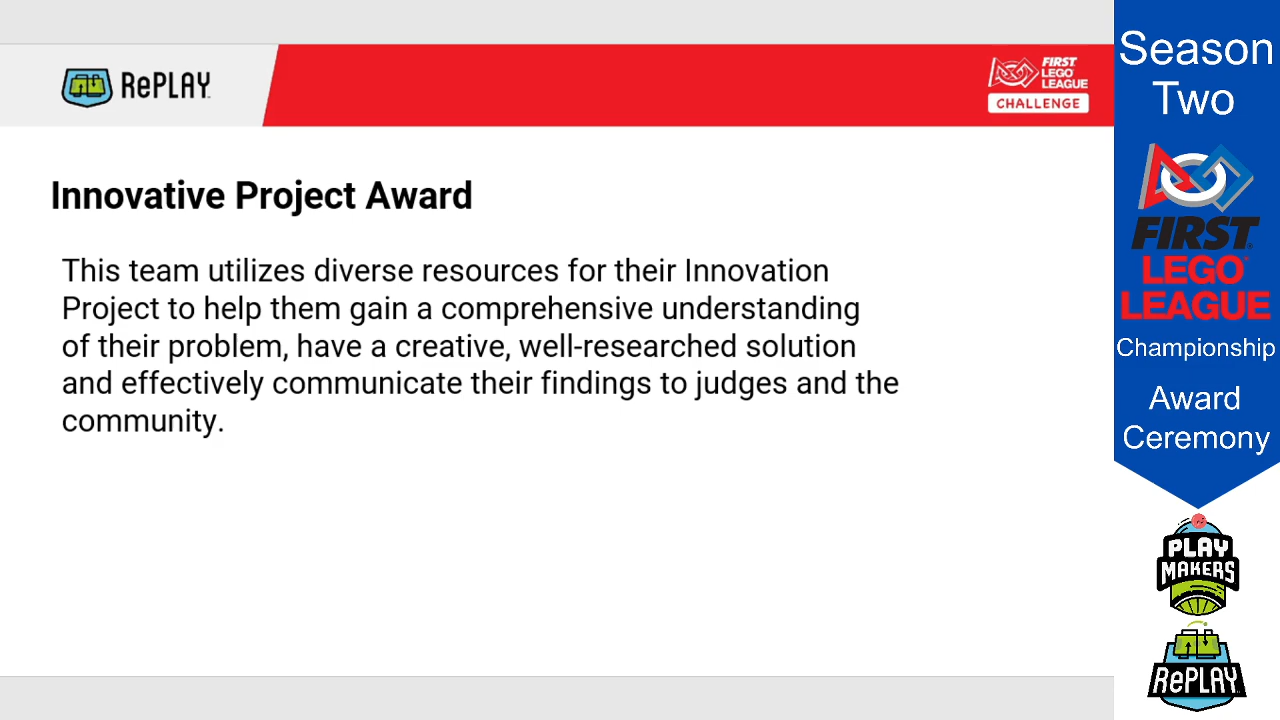 RePLAY
FIRST
LEGO
LEAGUE
CHALLENGE
Innovative Project Award
This team utilizes diverse resources for their Innovation
Project to help them gain a comprehensive understanding
of their problem, have a creative, well-researched solution
and effectively communicate their findings to judges and the
community.
Season
Two
FIRST
LEGO
LEAGUE
Championship
Award
Ceremony
PLAY
MAKERS
RePLAY